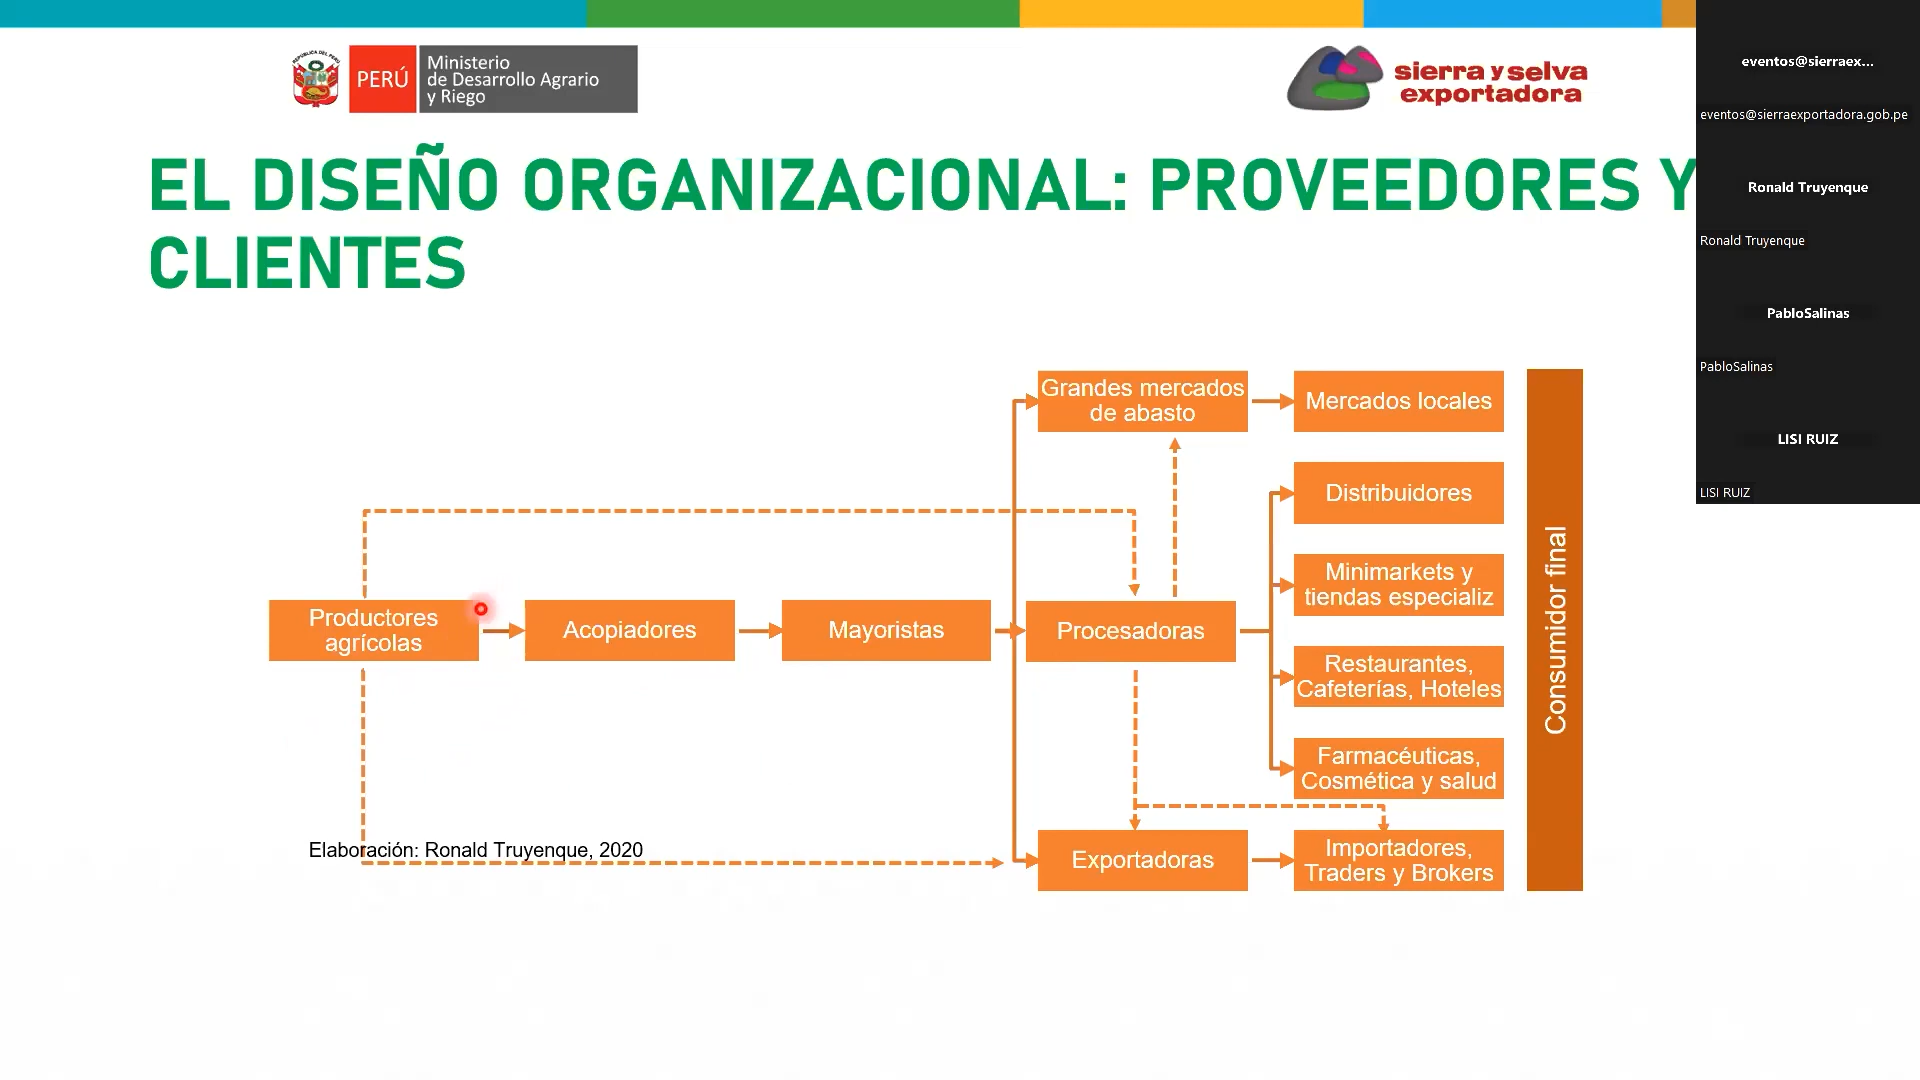 REPUBLICA DEL PERU
PERÚ
Ministerio
de Desarrollo Agrario
y Riego
sierra y selva
exportadora
EL DISEÑO ORGANIZACIONAL: PROVEEDORES Y
CLIENTES
Grandes mercados
de abasto
Mercados locales
Distribuidores
Minimarkets y
tiendas especializ
Productores
agrícolas
Acopiadores
Mayoristas
Procesadoras
Restaurantes,
Cafeterías, Hoteles
Farmacéuticas,
Cosmética y salud
Exportadoras
Importadores,
Traders y Brokers
Consumidor final
Elaboración: Ronald Truyenque, 2020
eventos@sierraex...
eventos@sierraexportadora.gob.pe
Ronald Truyenque
Ronald Truyenque
PabloSalinas
PabloSalinas
LISI RUIZ
LISI RUIZ